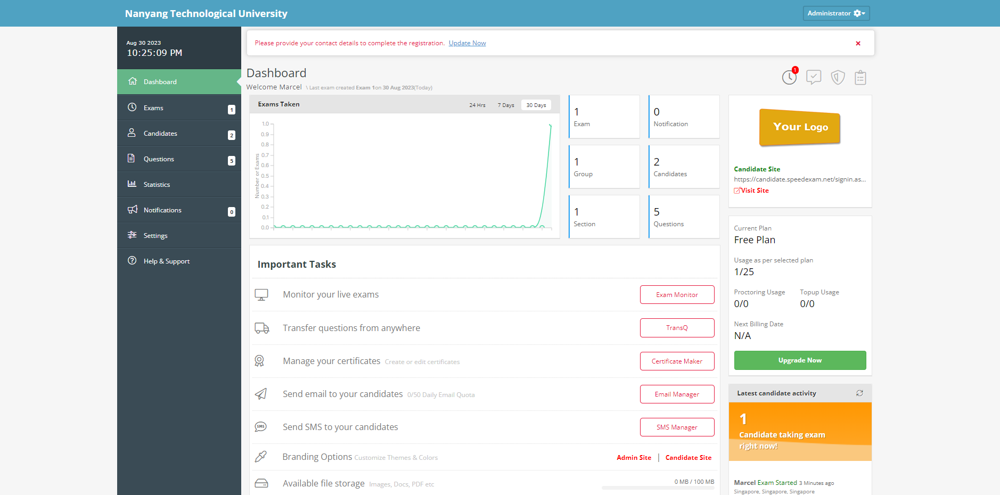 Nanyang Technological University
Administrator
Aug 30 2023
10:25:09 PM
Dashboard
Exams 1
Candidates 2
Questions 5
Statistics
Notifications 0
Settings
Help & Support
Please provide your contact details to complete the registration. Update Now ×
Dashboard
Welcome Marcel \ Last exam created Exam 1on 30 Aug 2023(Today)
1
Exams Taken 24 Hrs 7 Days 30 Days
Number or Exams
1.0
0.9
0.8
0.7
0.6
0.5
0.4
0.3
0.2
0.1
0.0
1
Exam
0
Notification
1
Group
2
Candidates
1
Section
5
Questions
Your Logo
Candidate Site
https://candidate.speedexam.net/signin.as...
Visit Site
Current Plan
Free Plan
Usage as per selected plan
1/25
Proctoring Usage Topup Usage
0/0 0/0
Next Billing Date
N/A
Upgrade Now
Important Tasks
Monitor your live exams Exam Monitor
Transfer questions from anywhere TransQ
Manage your certificates Create or edit certificates Certificate Maker
Send email to your candidates 0/50 Daily Email Quota Email Manager
SMS Send SMS to your candidates SMS Manager
Branding Options Customize Themes & Colors Admin Site | Candidate Site
Available file storage Images, Docs, PDF etc 0 MB / 100 MB
Latest candidate activity
1
Candidate taking exam
right now!
Marcel Exam Started 3 Minutes ago
Singapore, Singapore, Singapore